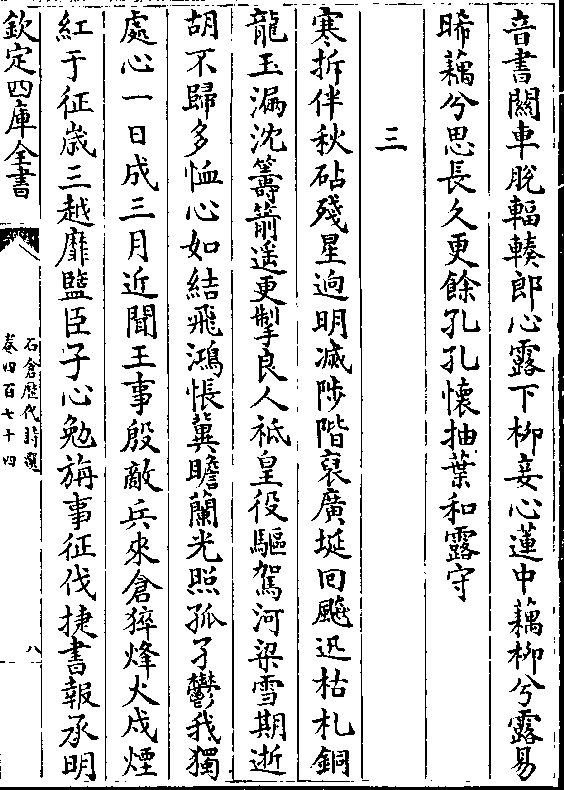 音書闗車脫輻輳郎心露下柳妾心蓮中藕柳兮露易
晞藕兮思長久更餘孔孔懷抽葉和露守
三
寒拆伴秋砧殘星逈明滅陟階裒廣埏回飈迅枯札銅
龍玉漏沈籌箭遥更掣良人祗皇役驅駕河梁雪期逝
胡不歸多恤心如結飛鴻悵冀瞻蘭光照孤孑鬱我獨
處心一日成三月近聞王事殷敵兵來倉猝烽火戍煙
紅于征歲三越靡盬臣子心勉旃事征伐捷書報承明
欽定四庫全書
石倉歷代詩選
卷四百七十四
八